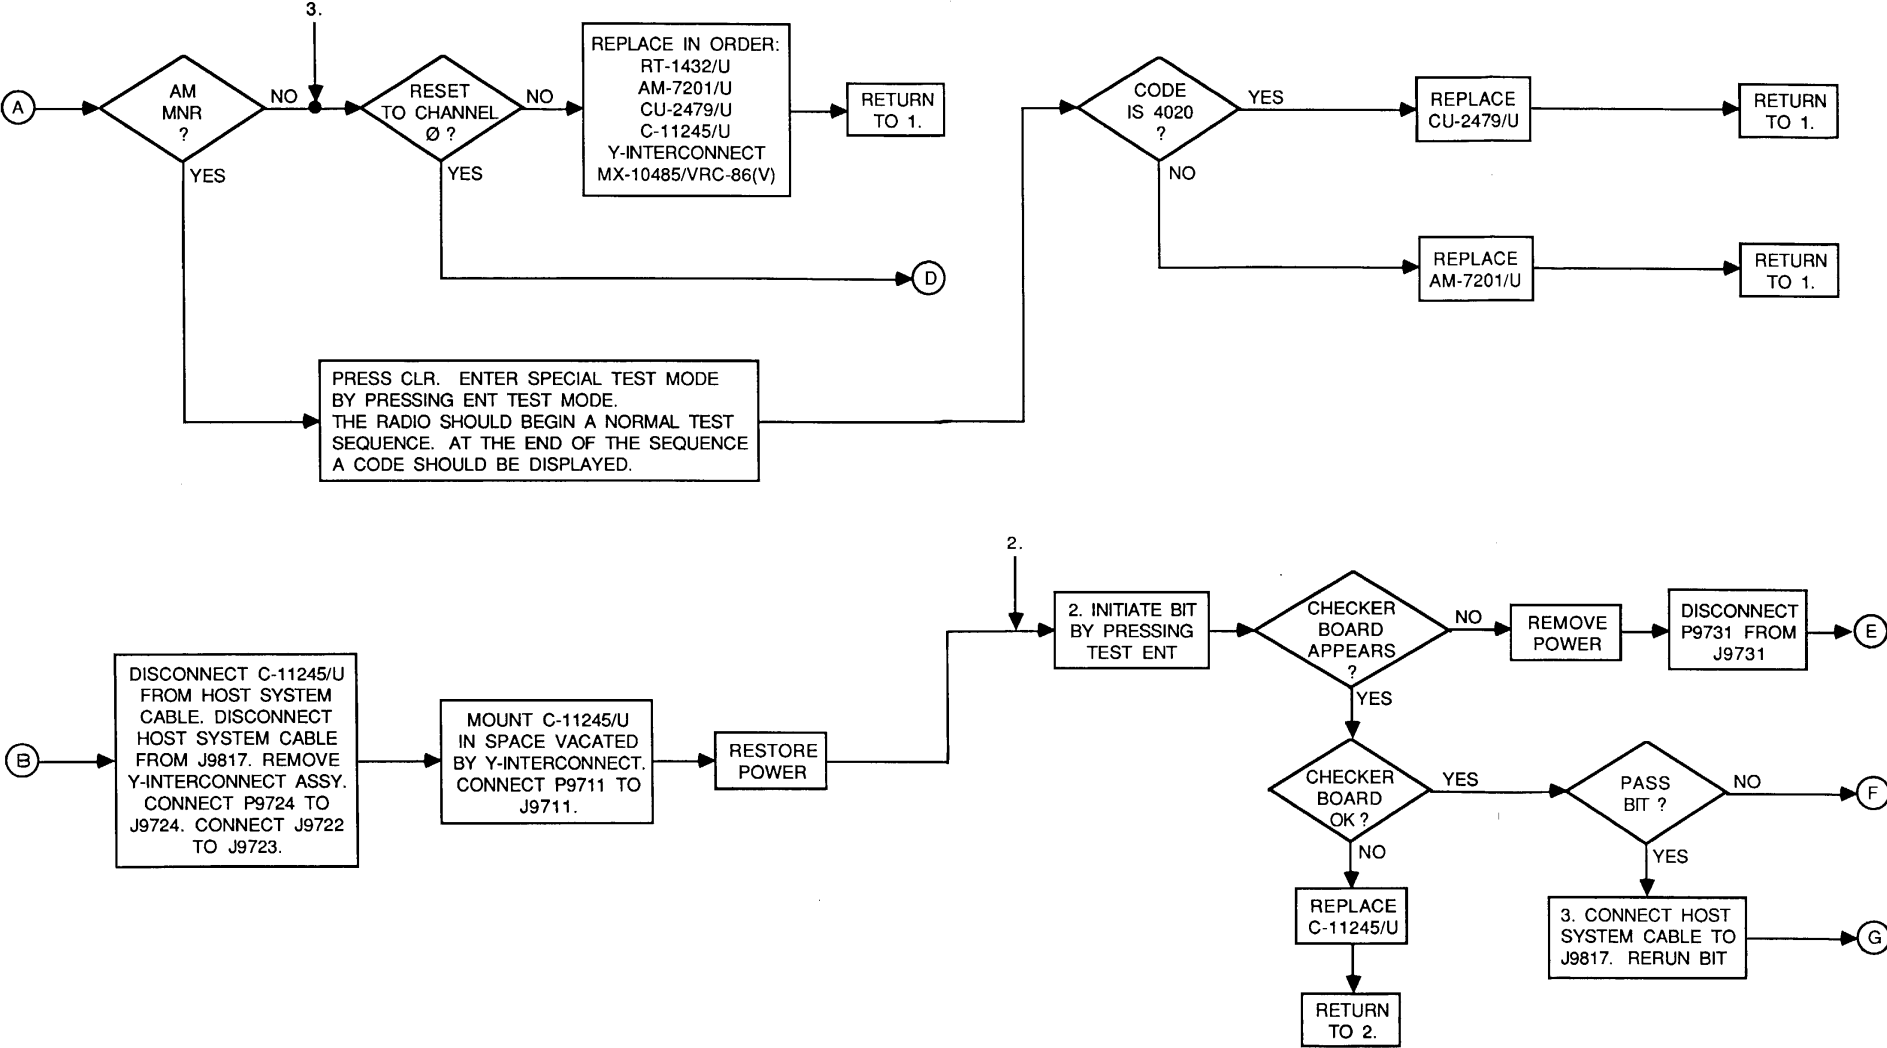 3.
A
AM
MNR
?
NO
YES
RESET
TO CHANNEL
Ø ?
NO
YES
REPLACE IN ORDER:
RT-1432/U
AM-7201/U
CU-2479/U
C-11245/U
Y-INTERCONNECT
MX-10485/VRC-86(V)
RETURN
TO 1.
D
PRESS CLR. ENTER SPECIAL TEST MODE
BY PRESSING ENT TEST MODE.
THE RADIO SHOULD BEGIN A NORMAL TEST
SEQUENCE. AT THE END OF THE SEQUENCE
A CODE SHOULD BE DISPLAYED.
CODE
IS 4020
?
YES
NO
REPLACE
CU-2479/U
RETURN
TO 1.
REPLACE
AM-7201/U
RETURN
TO 1.
B
DISCONNECT C-11245/U
FROM HOST SYSTEM
CABLE. DISCONNECT
HOST SYSTEM CABLE
FROM J9817. REMOVE
Y-INTERCONNECT ASSY.
CONNECT P9724 TO
J9724. CONNECT J9722
TO J9723.
MOUNT C-11245/U
IN SPACE VACATED
BY Y-INTERCONNECT.
CONNECT P9711 TO
J9711.
RESTORE
POWER
2.
2. INITIATE BIT
BY PRESSING
TEST ENT
CHECKER
BOARD
APPEARS
?
NO
YES
REMOVE
POWER
DISCONNECT
P9731 FROM
J9731
E
CHECKER
BOARD
OK ?
YES
NO
PASS
BIT ?
NO
F
YES
REPLACE
C-11245/U
RETURN
TO 2.
3. CONNECT HOST
SYSTEM CABLE TO
J9817. RERUN BIT
G